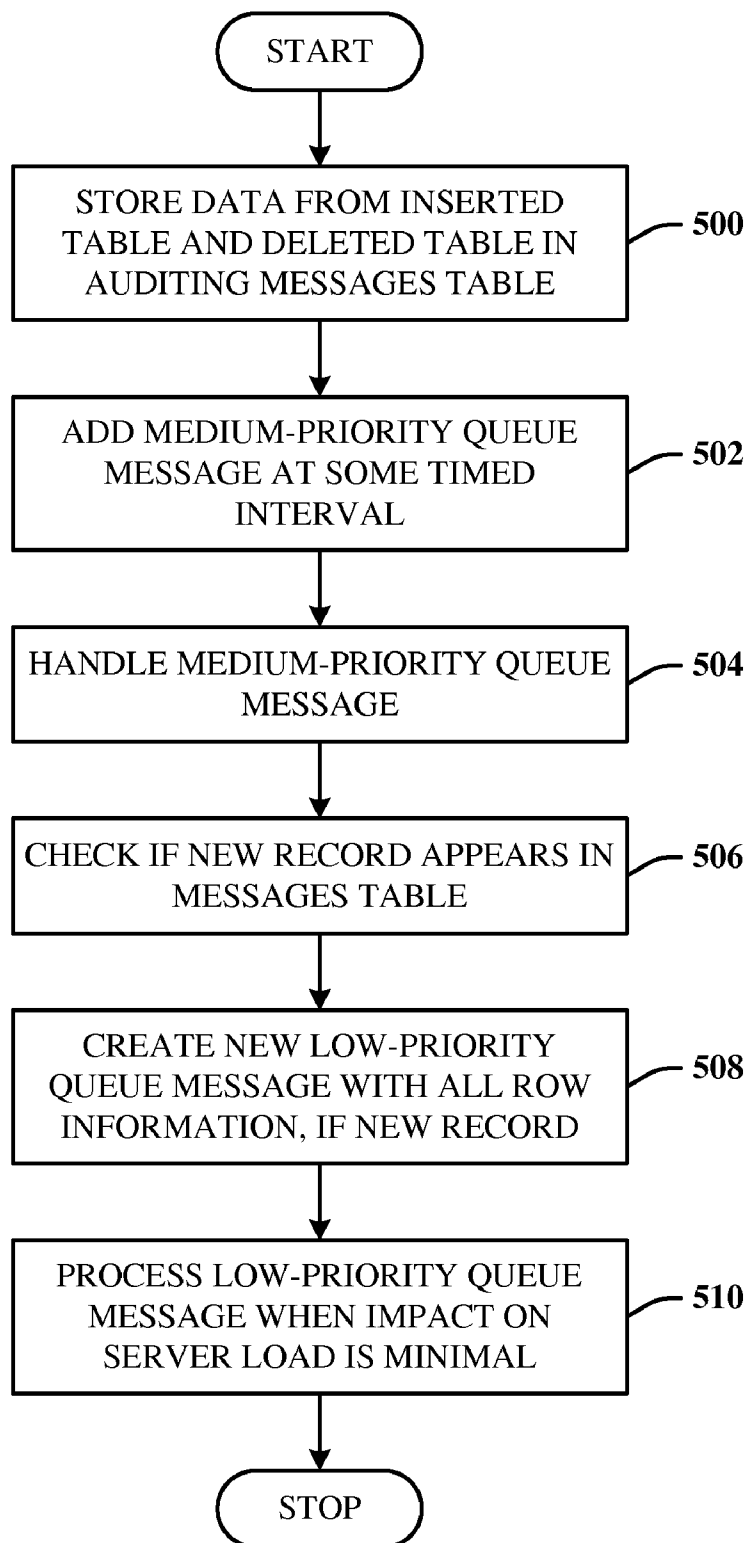 START
STORE DATA FROM INSERTED
TABLE AND DELETED TABLE IN
AUDITING MESSAGES TABLE
500
ADD MEDIUM-PRIORITY QUEUE
MESSAGE AT SOME TIMED
INTERVAL
502
HANDLE MEDIUM-PRIORITY QUEUE
MESSAGE
504
CHECK IF NEW RECORD APPEARS IN
MESSAGES TABLE
506
CREATE NEW LOW-PRIORITY
QUEUE MESSAGE WITH ALL ROW
INFORMATION, IF NEW RECORD
508
PROCESS LOW-PRIORITY QUEUE
MESSAGE WHEN IMPACT ON
SERVER LOAD IS MINIMAL
510
STOP